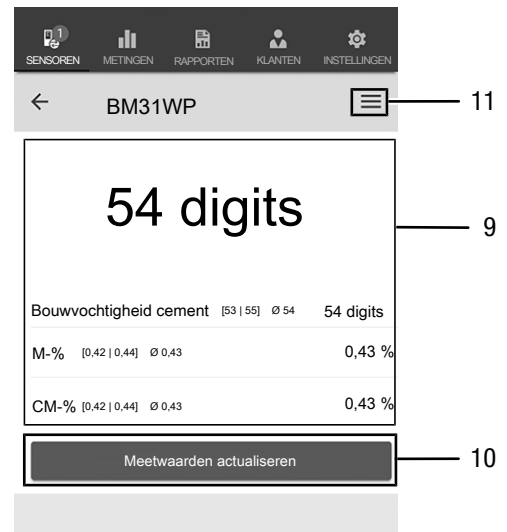 1
SENSOREN METINGEN RAPPORTEN KLANTEN INSTELLINGEN
BM31WP
11
54 digits
9
Bouwvochtigheid cement [53 | 55] Ø 54 54 digits
M-% [0,42 | 0,44] Ø 0,43 0,43 %
CM-% [0,42 | 0,44] Ø 0,43 0,43 %
Meetwaarden actualiseren
10